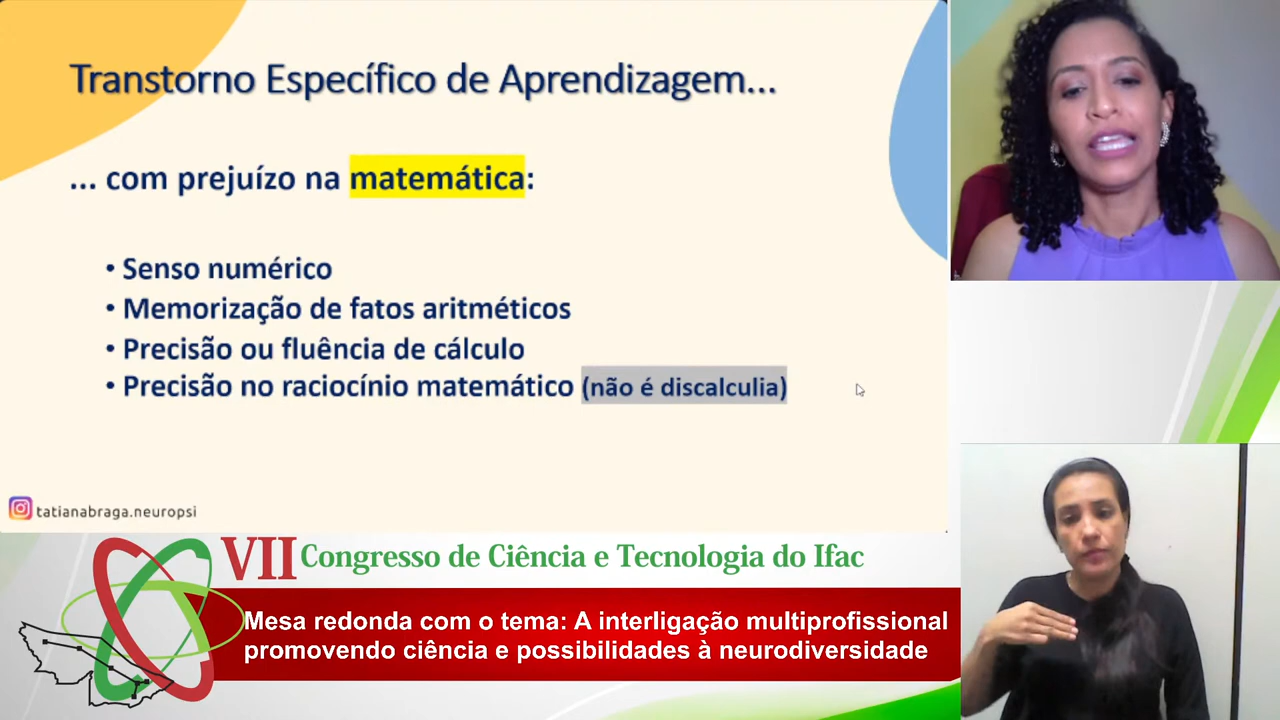 Transtorno Específico de Aprendizagem...
... com prejuízo na matemática:
• Senso numérico
• Memorização de fatos aritméticos
• Precisão ou fluência de cálculo
• Precisão no raciocínio matemático (não é discalculia)
tatianabraga.neuropsi
VII Congresso de Ciência e Tecnologia do Ifac
Mesa redonda com o tema: A interligação multiprofissional
promovendo ciência e possibilidades à neurodiversidade